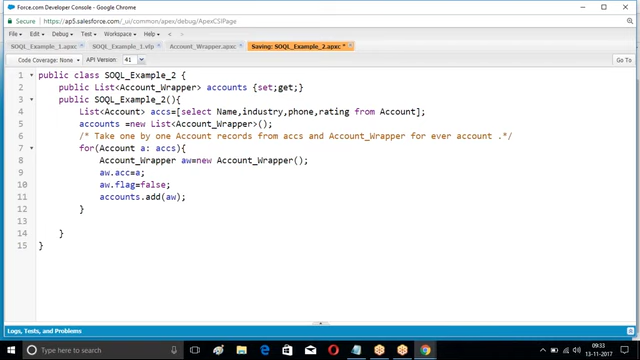 Force.com Developer Console - Google Chrome
Secure https://ap5.salesforce.com/_ui/common/apex/debug/ApexCSIPage
File Edit Debug Test Workspace Help < >
SOQL_Example_1.apxc SOQL_Example_1.vfp Account_Wrapper.apxc Saving: SOQL_Example_2.apxc *
Code Coverage: None API Version: 41 Go To
1 public class SOQL_Example_2 {
2 public List<Account_Wrapper> accounts {set;get;}
3 public SOQL_Example_2(){
4 List<Account> accs=[select Name,industry,phone,rating from Account];
5 accounts =new List<Account_Wrapper>();
6 /* Take one by one Account records from accs and Account_Wrapper for ever account .*/
7 for(Account a: accs){
8 Account_Wrapper aw=new Account_Wrapper();
9 aw.acc=a;
10 aw.flag=false;
11 accounts.add(aw);
12 }
13
14 }
15 }
Logs, Tests, and Problems
Type here to search
09:33
13-11-2017